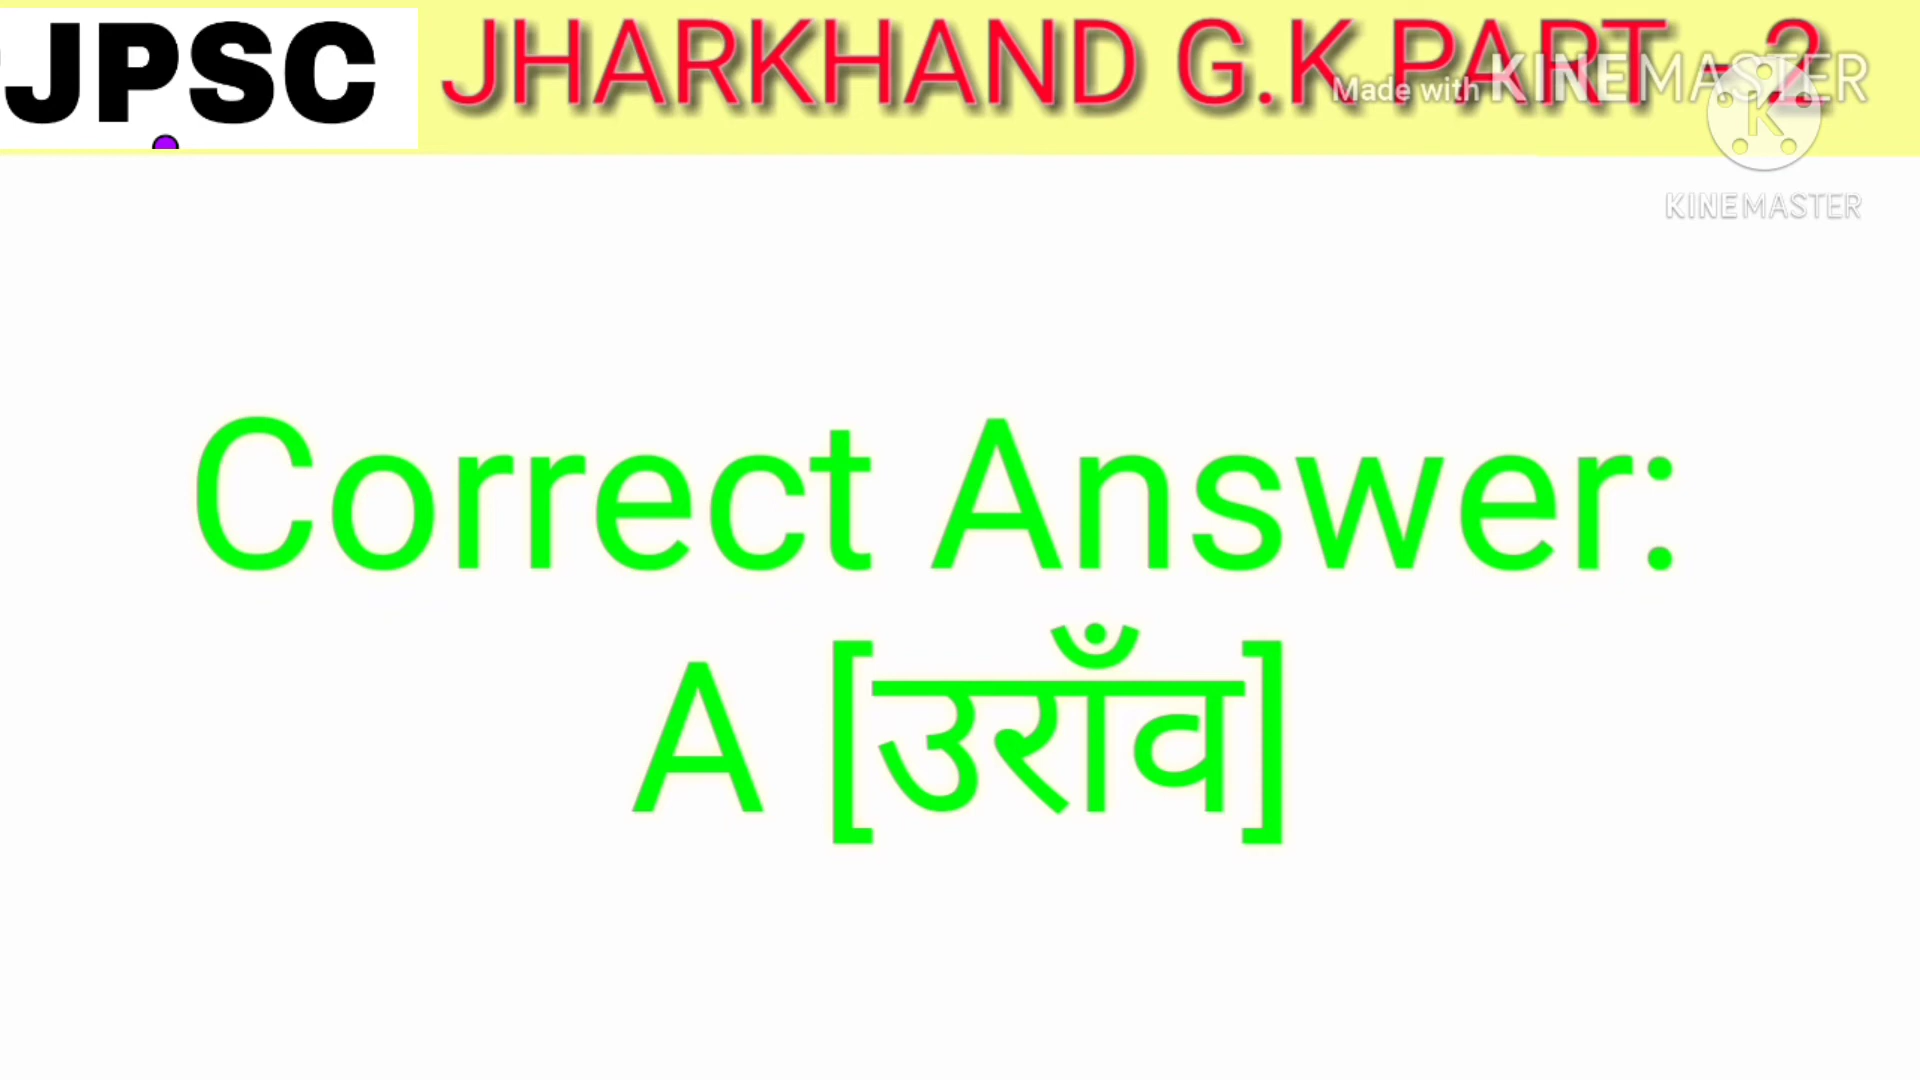 JPSC
JHARKHAND G.K PART - 2
Made with KINEMASTER
K
KINEMASTER
Correct Answer:
A [उराँव]